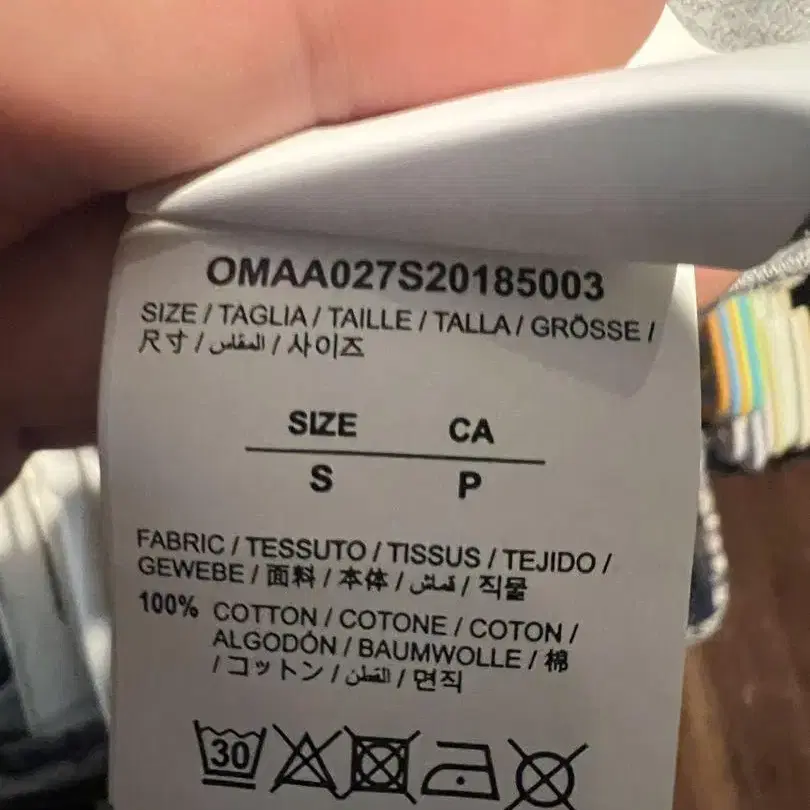 OMAA027S20185003
SIZE / TAGLIA / TAILLE / TALLA / GRÖSSE /
尺寸 / المقاس / 사이즈
SIZE CA
S P
FABRIC / TESSUTO / TISSUS / TEJIDO /
GEWEBE / 面料 / 本体 / قماش / 직물
100% COTTON / COTONE / COTON /
ALGODÓN / BAUMWOLLE / 棉
/ コットン / القطن / 면직
30